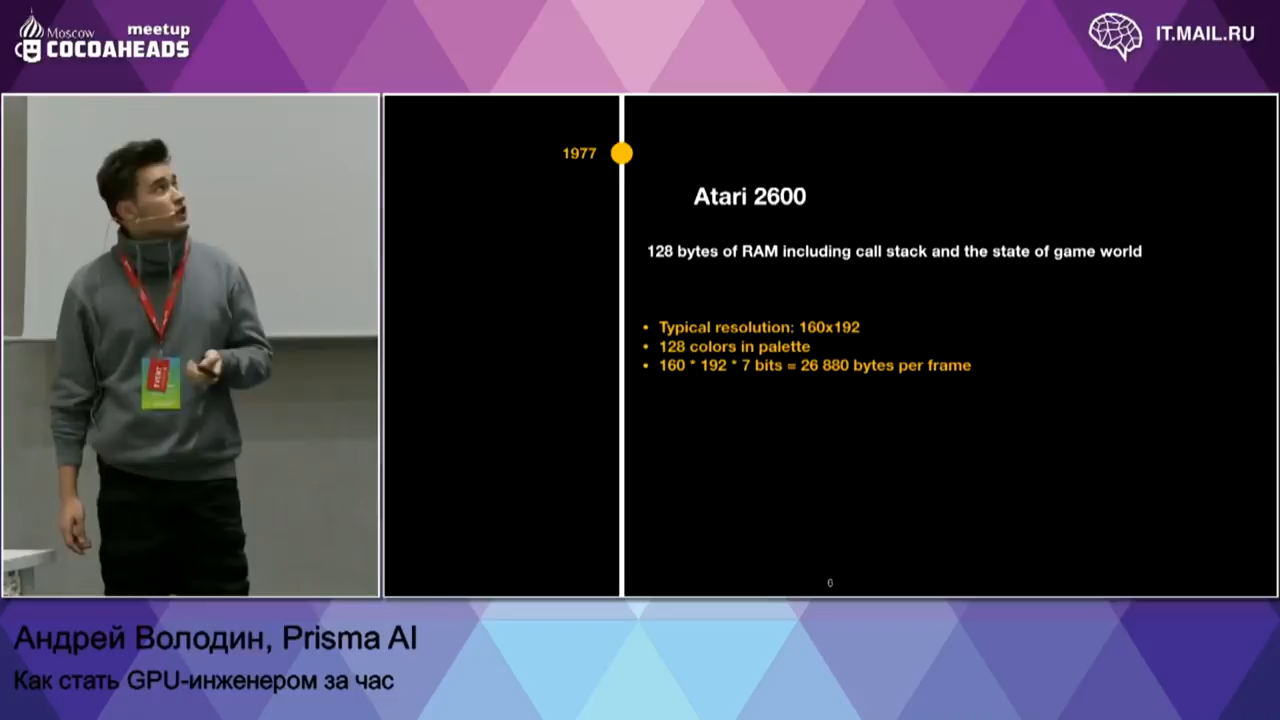 Moscow meetup
COCOAHEADS
IT.MAIL.RU
1977
Atari 2600
128 bytes of RAM including call stack and the state of game world
• Typical resolution: 160x192
• 128 colors in palette
• 160 * 192 * 7 bits = 26 880 bytes per frame
6
EVENT
Андрей Володин, Prisma AI
Как стать GPU-инженером за час